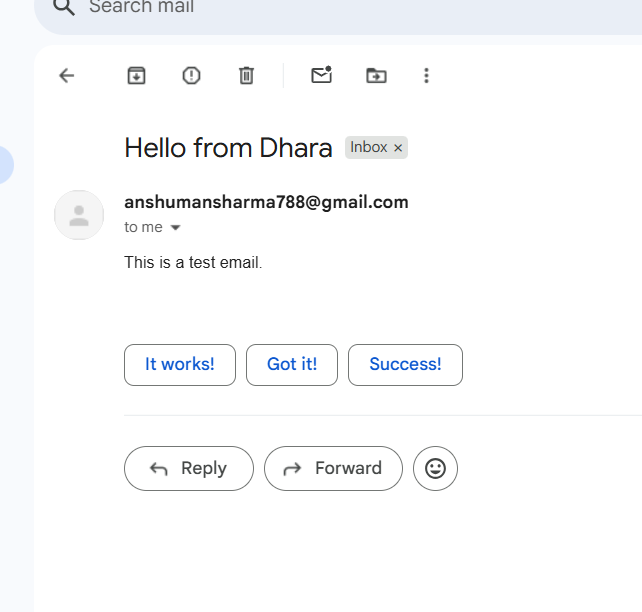 Search mail
Hello from Dhara Inbox ×
anshumansharma788@gmail.com
to me
This is a test email.
It works! Got it! Success!
Reply Forward